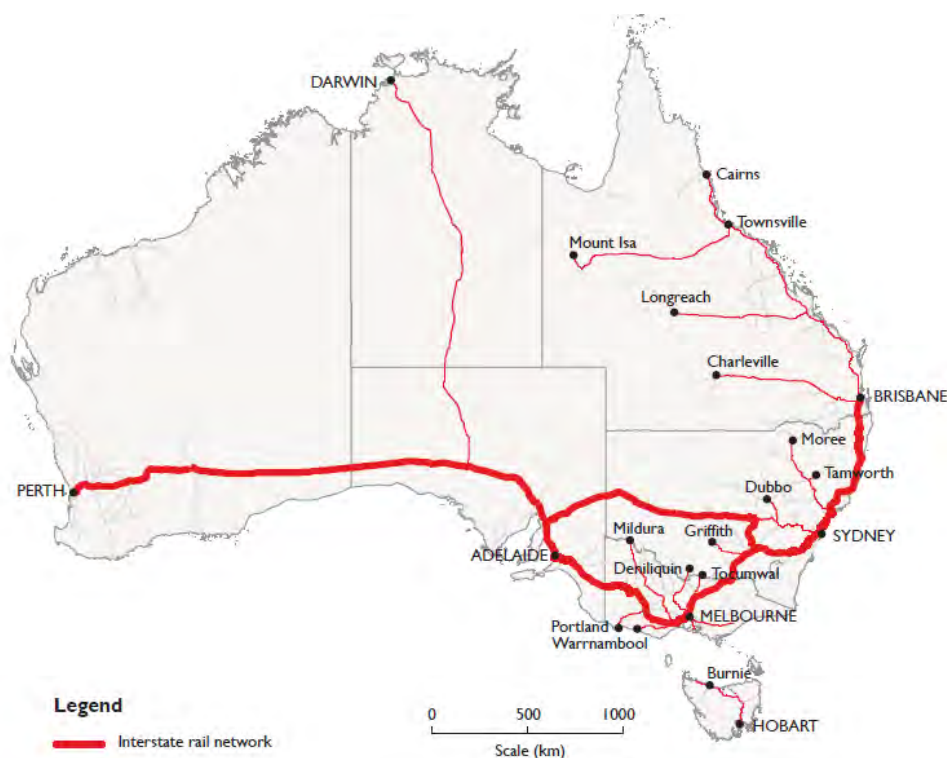 DARWIN
Cairns
Townsville
Mount Isa
Longreach
Charleville
BRISBANE
Moree
Tamworth
Dubbo
PERTH
Mildura
Griffith
SYDNEY
ADELAIDE
Deniliquin
Tocumwal
MELBOURNE
Portland
Warrnambool
Burnie
HOBART
Legend
Interstate rail network
0 500 1000
Scale (km)